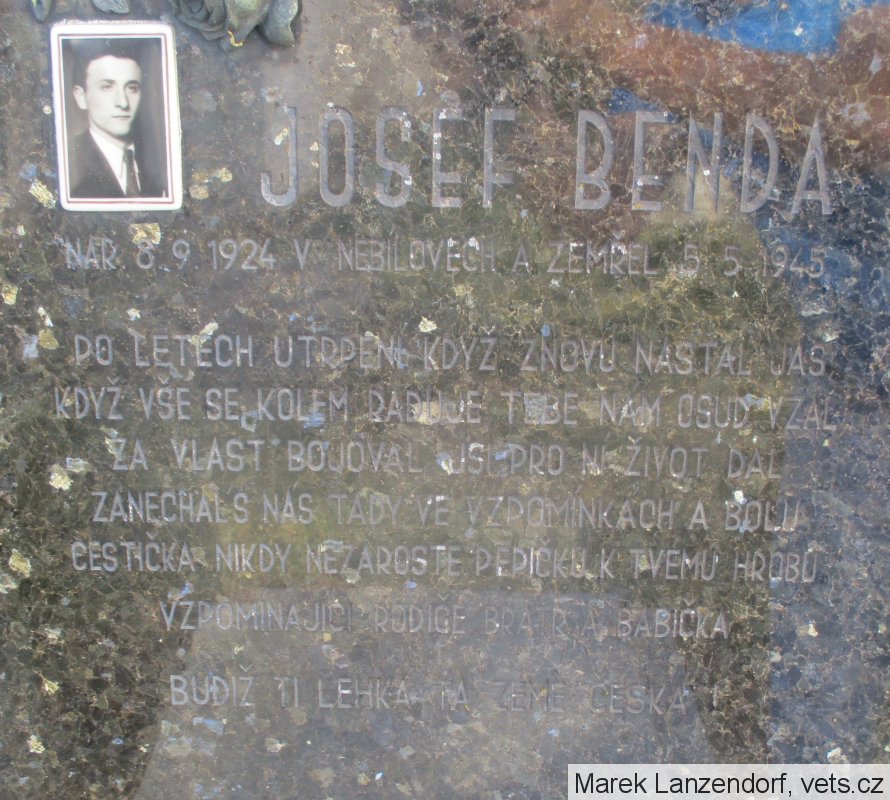 JOSEF BENDA
NAR. 8. 9. 1924 V NEBÍLOVECH A ZEMŘEL 5. 5. 1945
PO LETECH UTRPENÍ, KDYŽ ZNOVU NASTAL JAS
KDYŽ VŠE SE KOLEM RADUJE TEBE NÁM OSUD VZAL
ZA VLAST BOJOVAL JSI PRO NI ŽIVOT DAL
ZANECHALS NÁS TADY VE VZPOMÍNKÁCH A BOLU
CESTIČKA NIKDY NEZAROSTE PEPÍČKU K TVÉMU HROBU
VZPOMÍNAJÍCÍ RODIČE BRATR A BABIČKA
BUDIŽ TI LEHKÁ TA ZEMĚ ČESKÁ !
Marek Lanzendorf, vets.cz